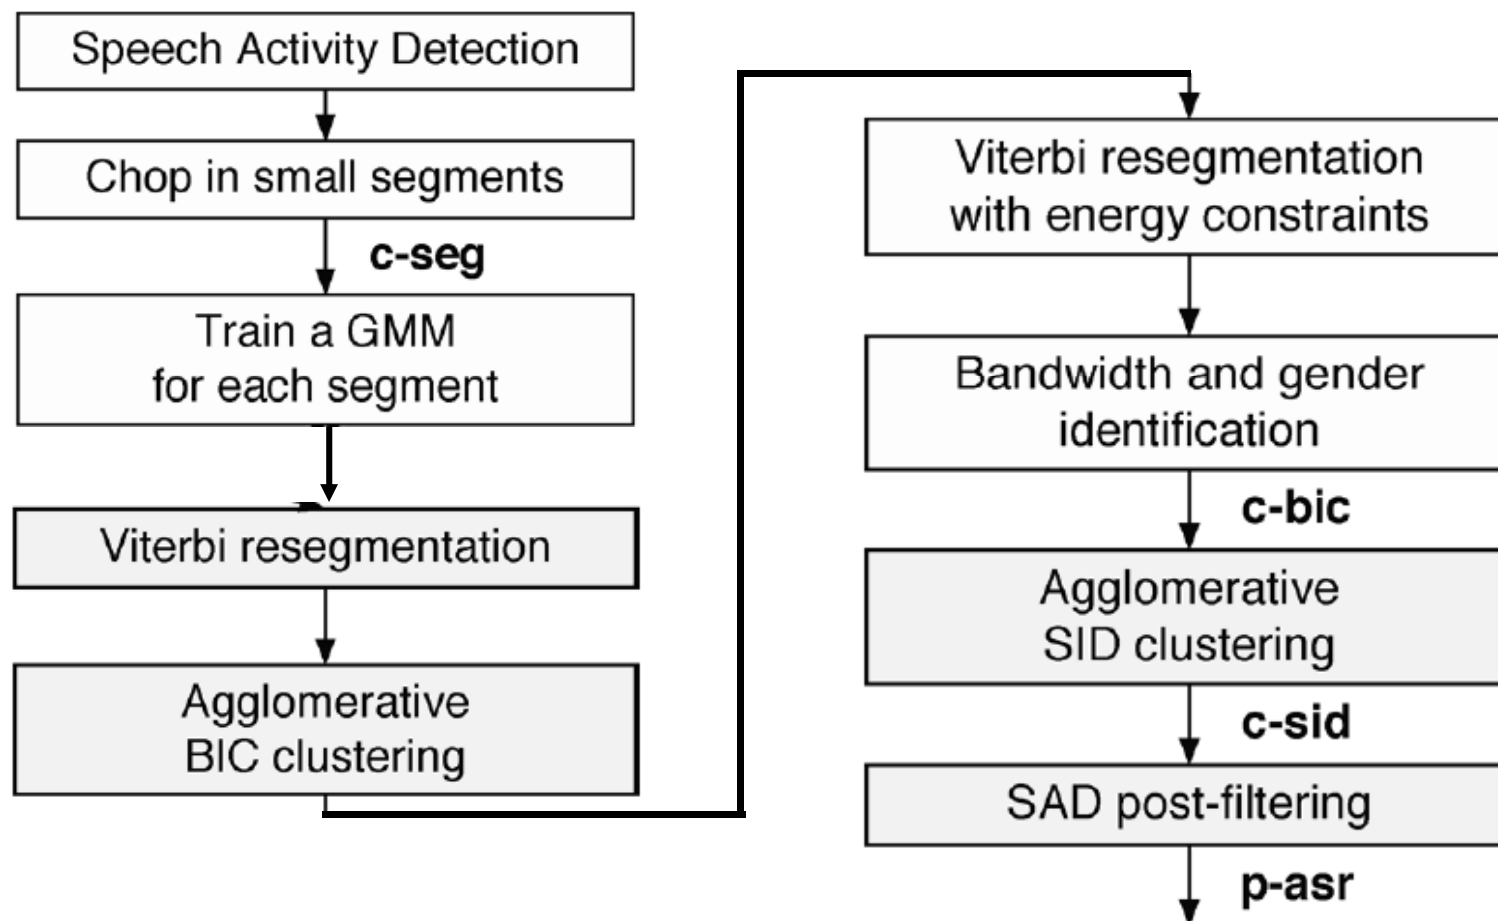 Speech Activity Detection
Chop in small segments
c-seg
Train a GMM
for each segment
Viterbi resegmentation
Agglomerative
BIC clustering
Viterbi resegmentation
with energy constraints
Bandwidth and gender
identification
c-bic
Agglomerative
SID clustering
c-sid
SAD post-filtering
p-asr